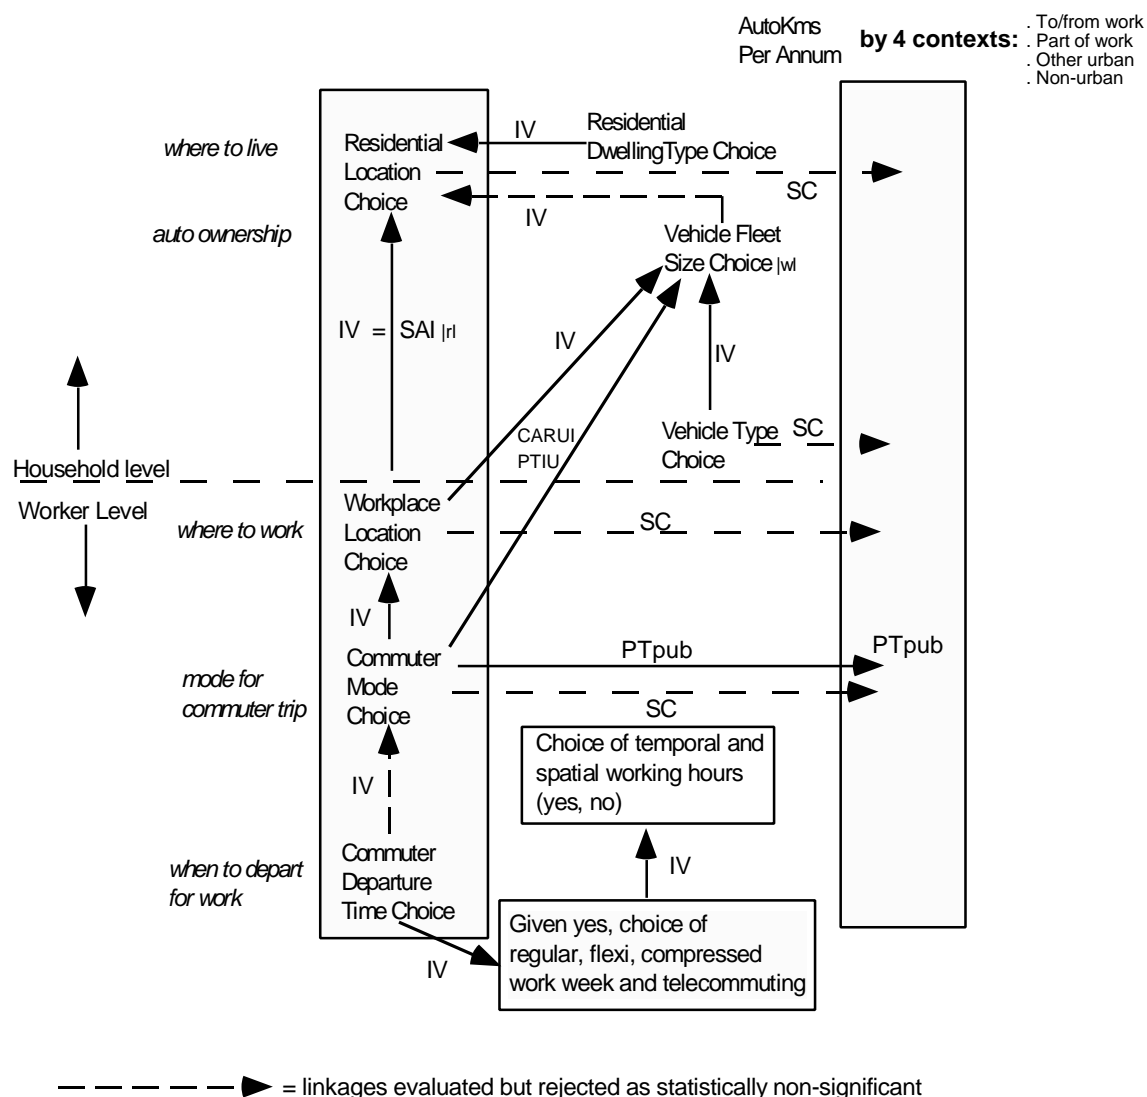 AutoKms
Per Annum
by 4 contexts:
. To/from work
. Part of work
. Other urban
. Non-urban
where to live
Residential
Location
Choice
IV
Residential
DwellingType Choice
SC
IV
auto ownership
Vehicle Fleet
Size Choice |wl
IV = SAI |rl
IV
IV
CARUI
PTIU
Vehicle Type
Choice
SC
Household level
Worker Level
where to work
Workplace
Location
Choice
SC
IV
mode for
commuter trip
Commuter
Mode
Choice
PTpub
PTpub
SC
Choice of temporal and
spatial working hours
(yes, no)
IV
IV
when to depart
for work
Commuter
Departure
Time Choice
IV
Given yes, choice of
regular, flexi, compressed
work week and telecommuting
= linkages evaluated but rejected as statistically non-significant